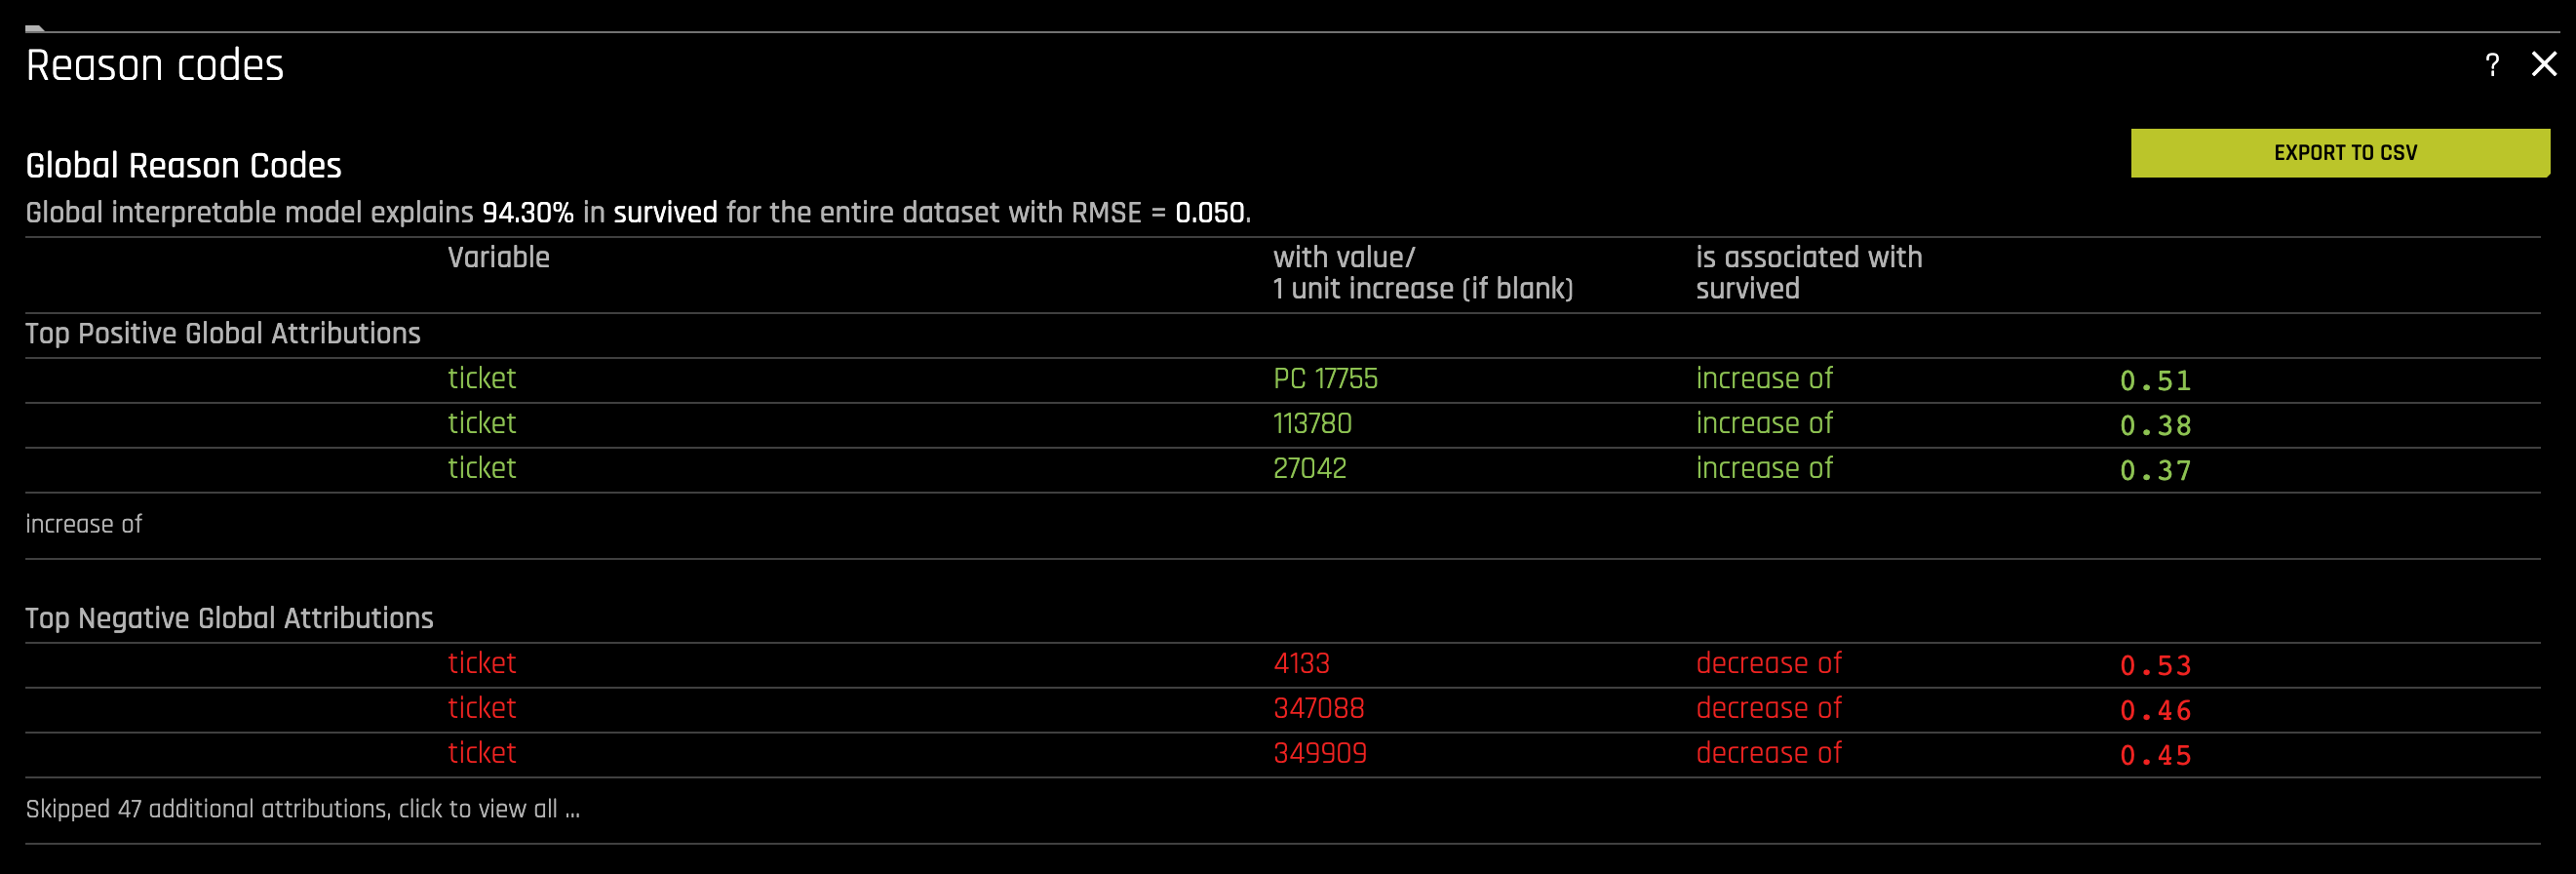 Reason codes
? ×
Global Reason Codes
EXPORT TO CSV
Global interpretable model explains 94.30% in survived for the entire dataset with RMSE = 0.050.
Variable with value/ is associated with
1 unit increase (if blank) survived
Top Positive Global Attributions
ticket PC 17755 increase of 0.51
ticket 113780 increase of 0.38
ticket 27042 increase of 0.37
increase of
Top Negative Global Attributions
ticket 4133 decrease of 0.53
ticket 347088 decrease of 0.46
ticket 349909 decrease of 0.45
Skipped 47 additional attributions, click to view all ...